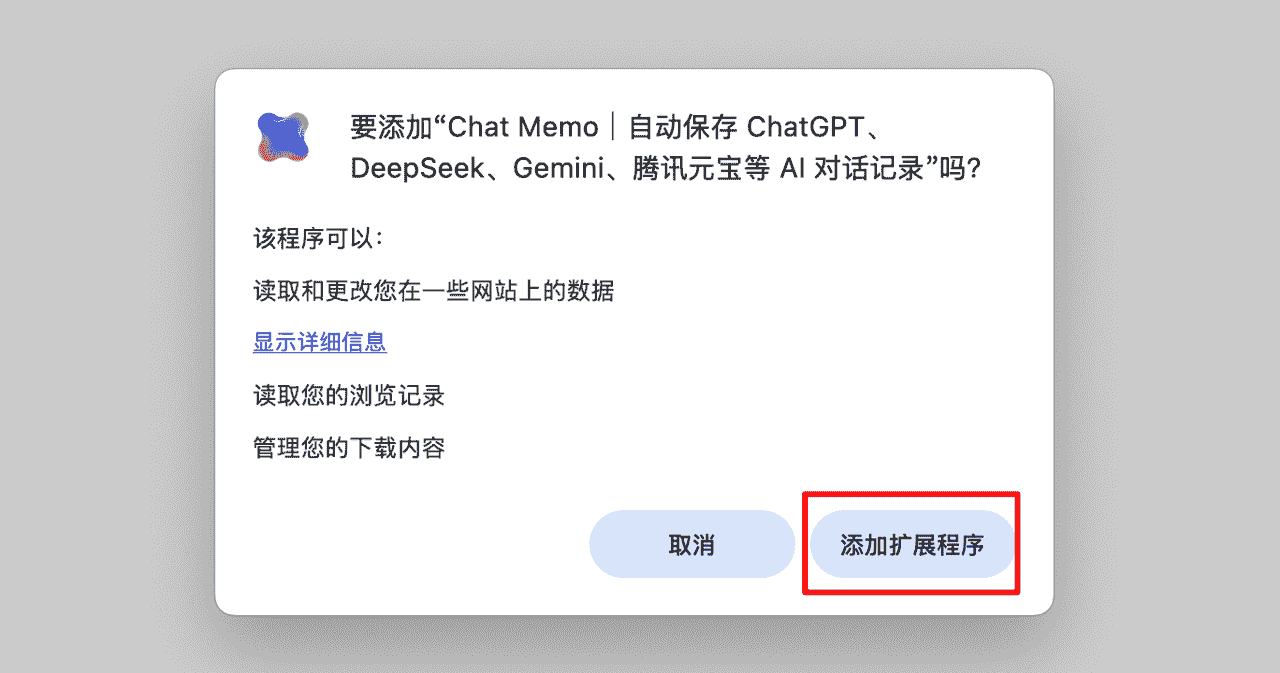 要添加“Chat Memo｜自动保存 ChatGPT、
DeepSeek、Gemini、腾讯元宝等 AI 对话记录”吗?
该程序可以：
读取和更改您在一些网站上的数据
显示详细信息
读取您的浏览记录
管理您的下载内容
取消
添加扩展程序